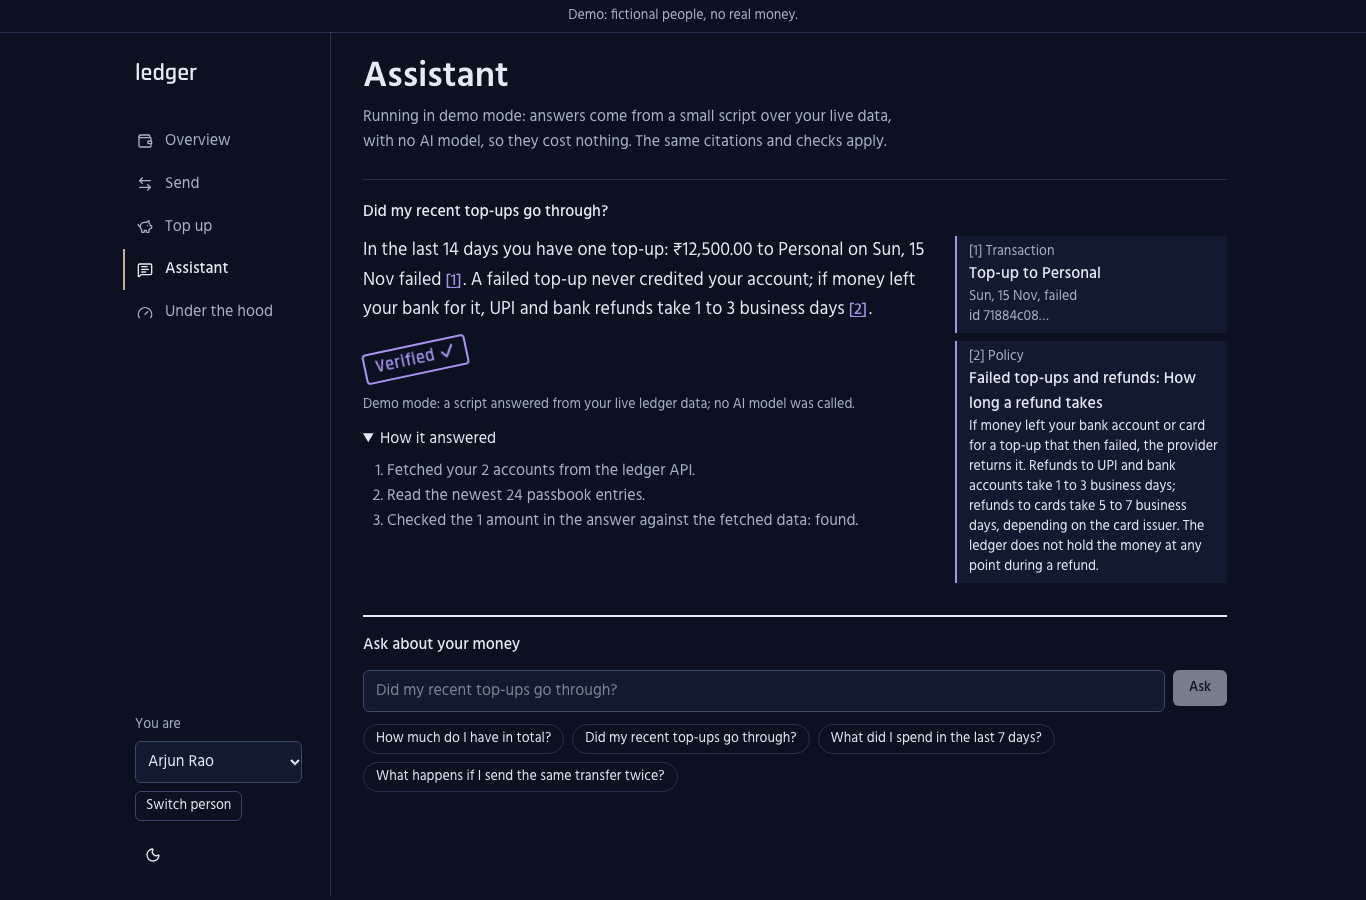 Demo: fictional people, no real money.
ledger
Overview
Send
Top up
Assistant
Under the hood
You are
Arjun Rao
Switch person
Assistant
Running in demo mode: answers come from a small script over your live data,
with no AI model, so they cost nothing. The same citations and checks apply.
Did my recent top-ups go through?
In the last 14 days you have one top-up: ₹12,500.00 to Personal on Sun, 15
Nov failed [1]. A failed top-up never credited your account; if money left
your bank for it, UPI and bank refunds take 1 to 3 business days [2].
Verified ✓
Demo mode: a script answered from your live ledger data; no AI model was called.
▼ How it answered
1. Fetched your 2 accounts from the ledger API.
2. Read the newest 24 passbook entries.
3. Checked the 1 amount in the answer against the fetched data: found.
[1] Transaction
Top-up to Personal
Sun, 15 Nov, failed
id 71884c08…
[2] Policy
Failed top-ups and refunds: How
long a refund takes
If money left your bank account or card
for a top-up that then failed, the provider
returns it. Refunds to UPI and bank
accounts take 1 to 3 business days;
refunds to cards take 5 to 7 business
days, depending on the card issuer. The
ledger does not hold the money at any
point during a refund.
Ask about your money
Did my recent top-ups go through?
Ask
How much do I have in total?
Did my recent top-ups go through?
What did I spend in the last 7 days?
What happens if I send the same transfer twice?